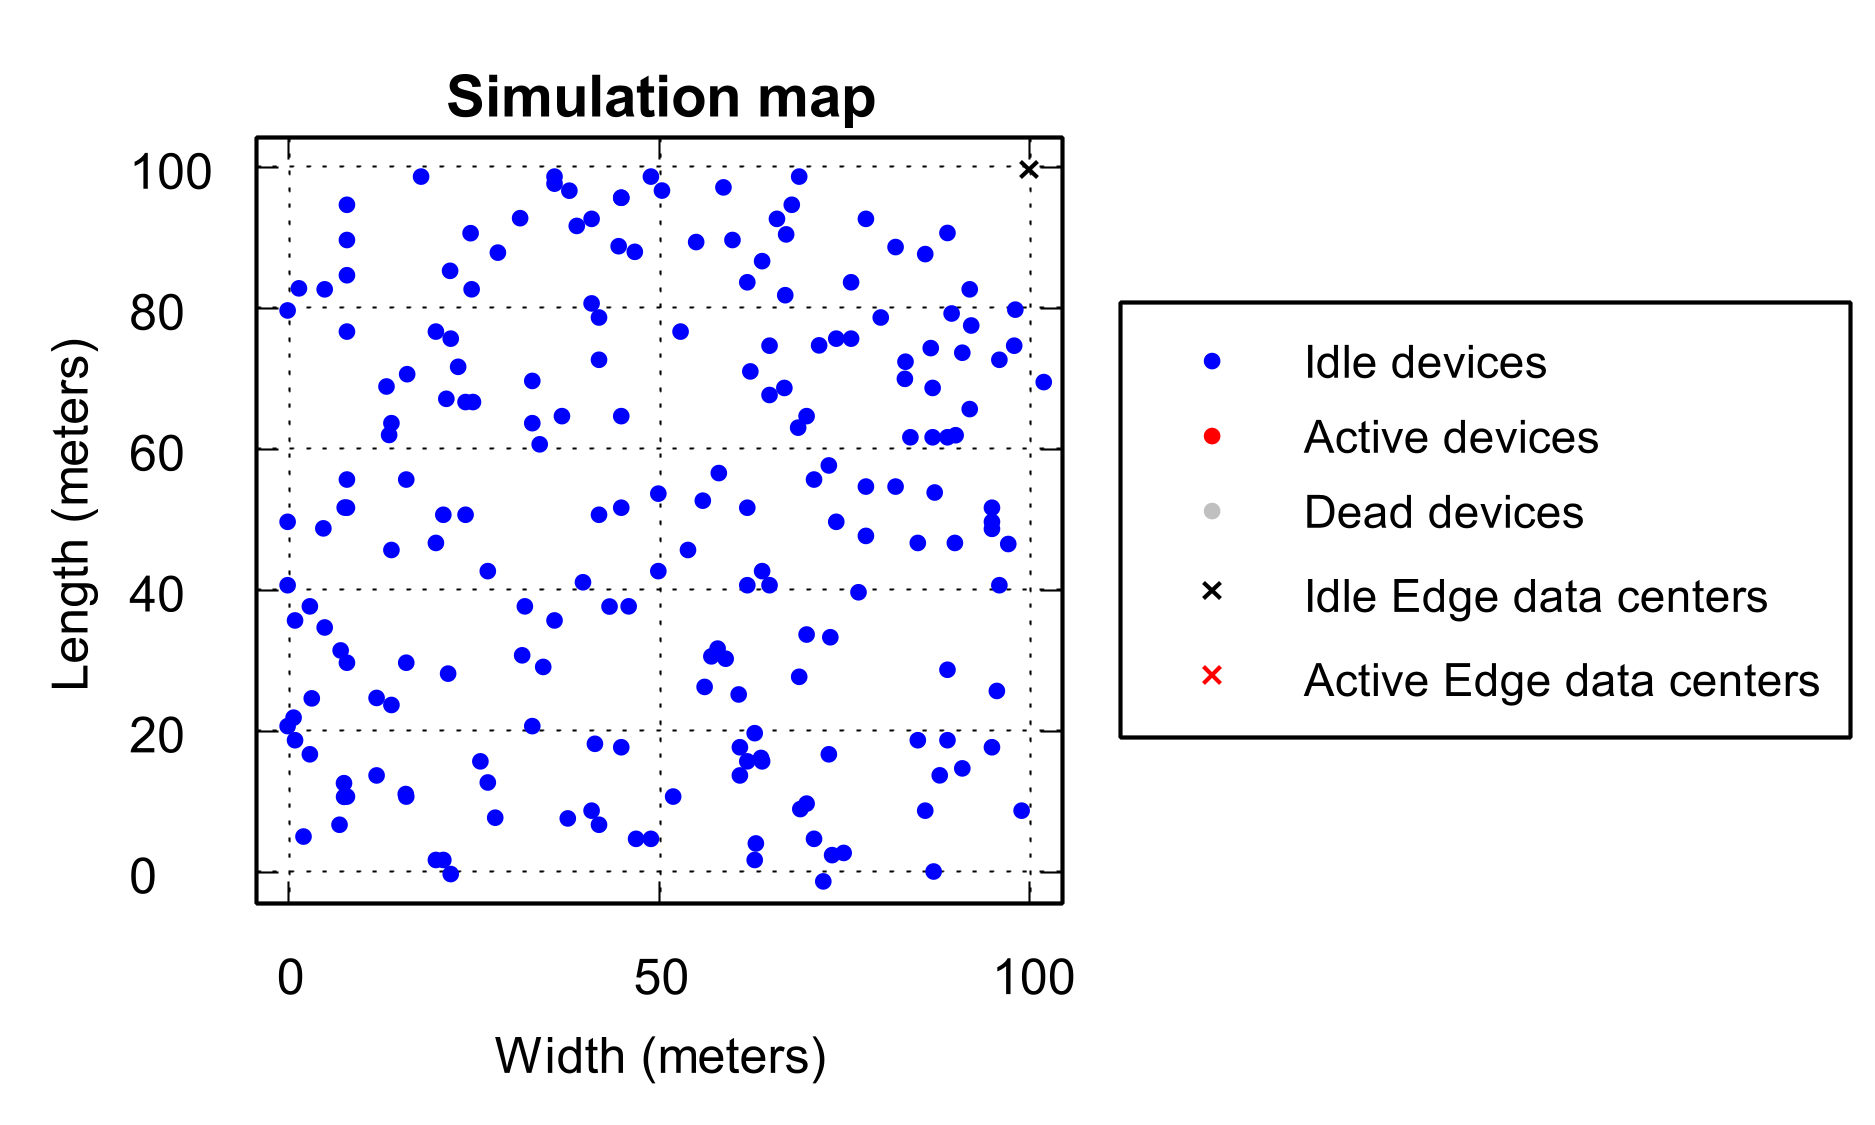 Simulation map
100
80
60
40
20
0
Length (meters)
0 50 100
Width (meters)
Idle devices
Active devices
Dead devices
Idle Edge data centers
Active Edge data centers